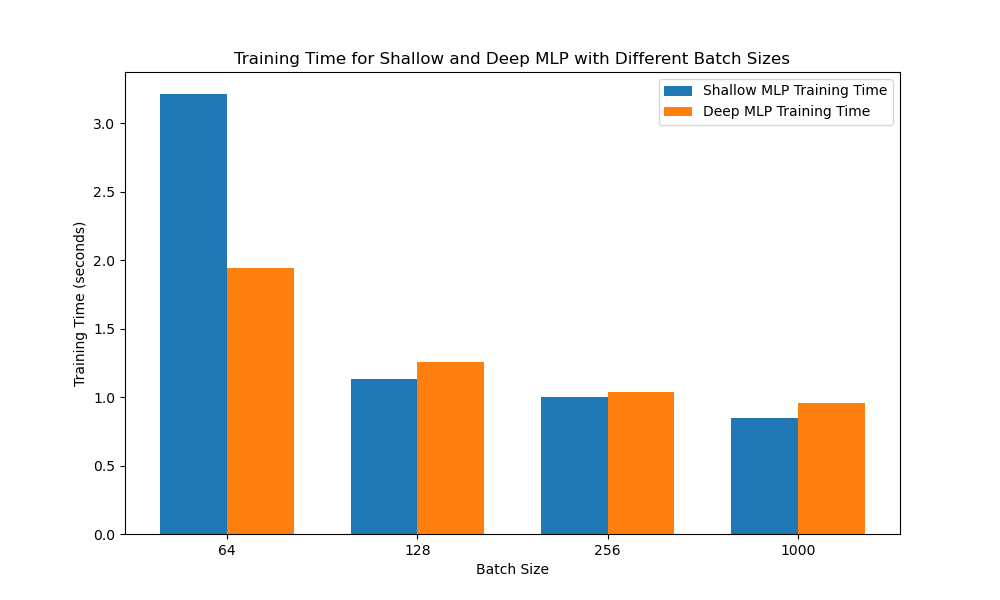 Training Time for Shallow and Deep MLP with Different Batch Sizes
Shallow MLP Training Time
Deep MLP Training Time
3.0
2.5
2.0
1.5
1.0
0.5
0.0
Training Time (seconds)
64 128 256 1000
Batch Size